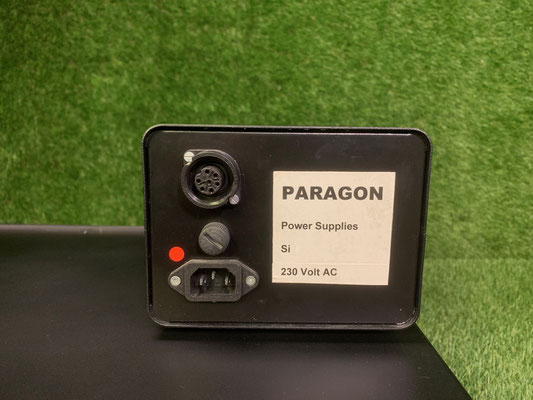 PARAGON
Power Supplies
Si
230 Volt AC